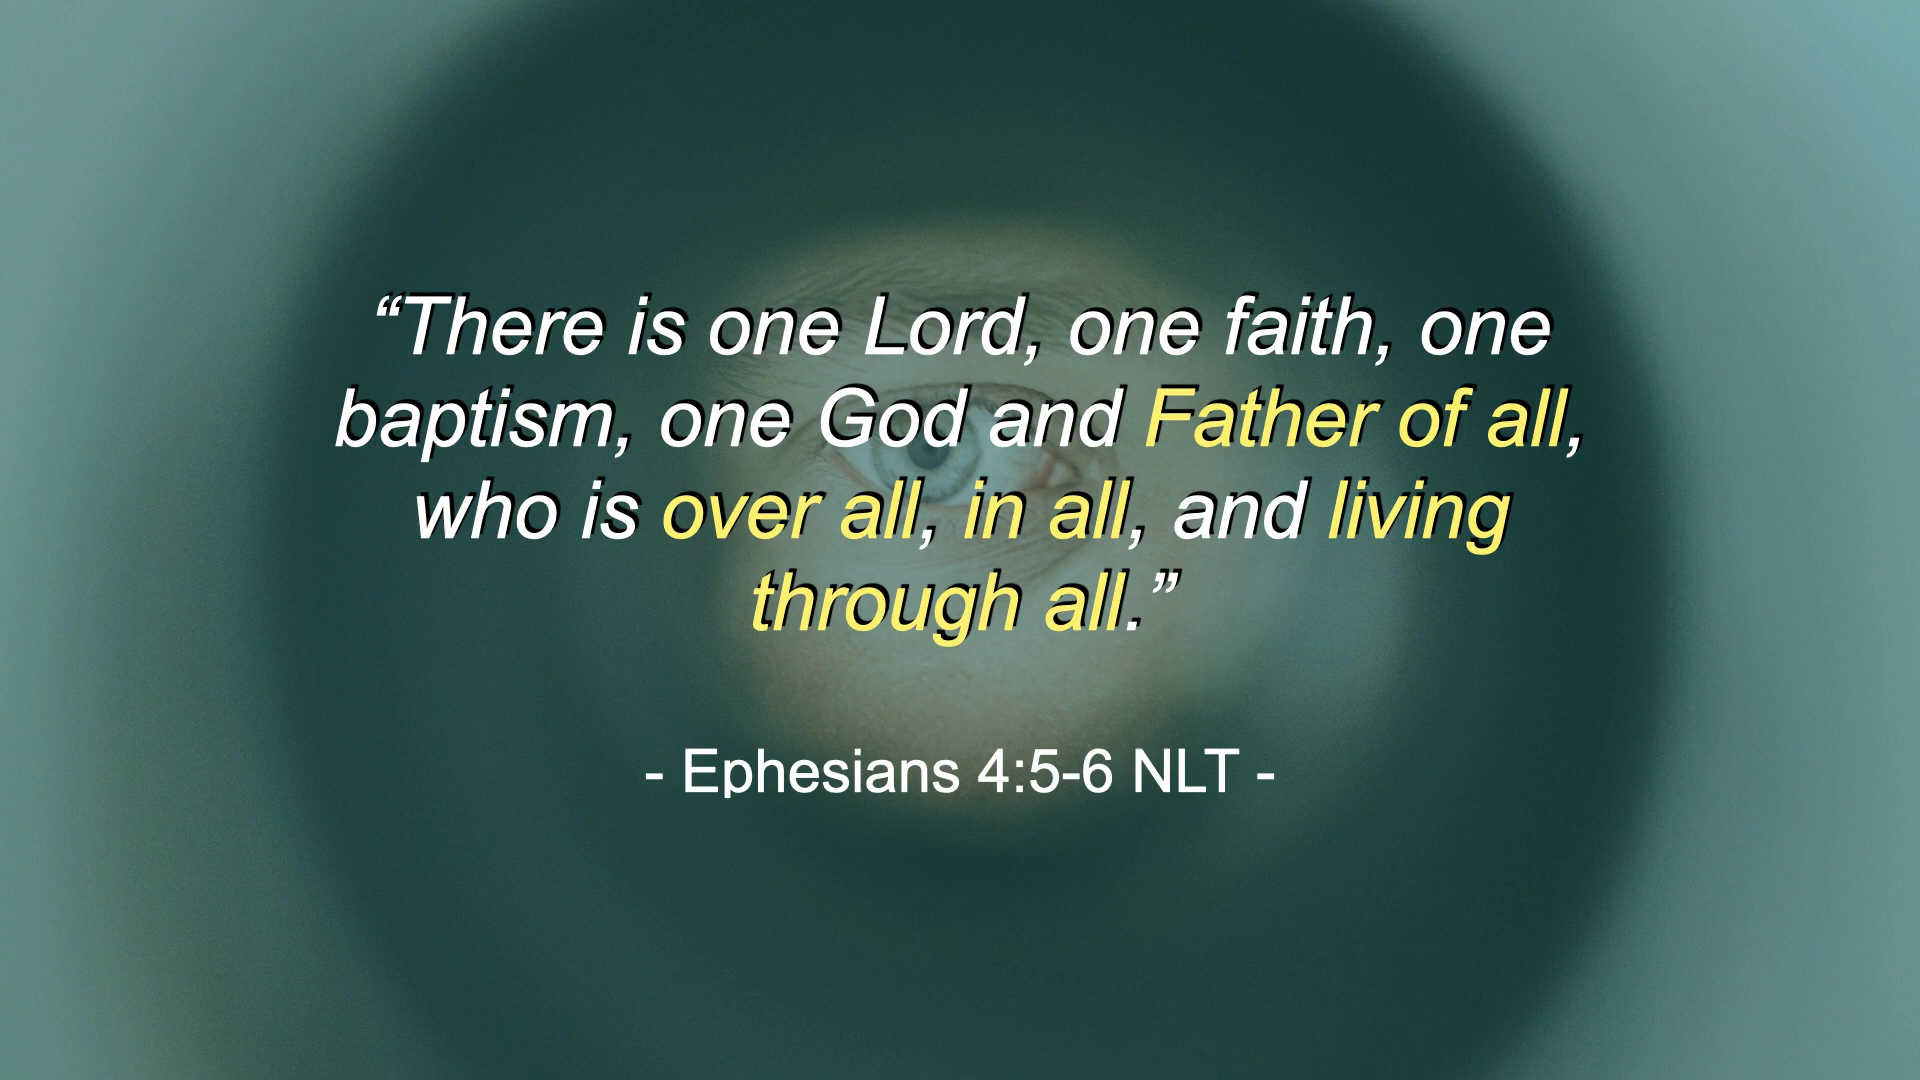 “There is one Lord, one faith, one
baptism, one God and Father of all,
who is over all, in all, and living
through all.”
- Ephesians 4:5-6 NLT -